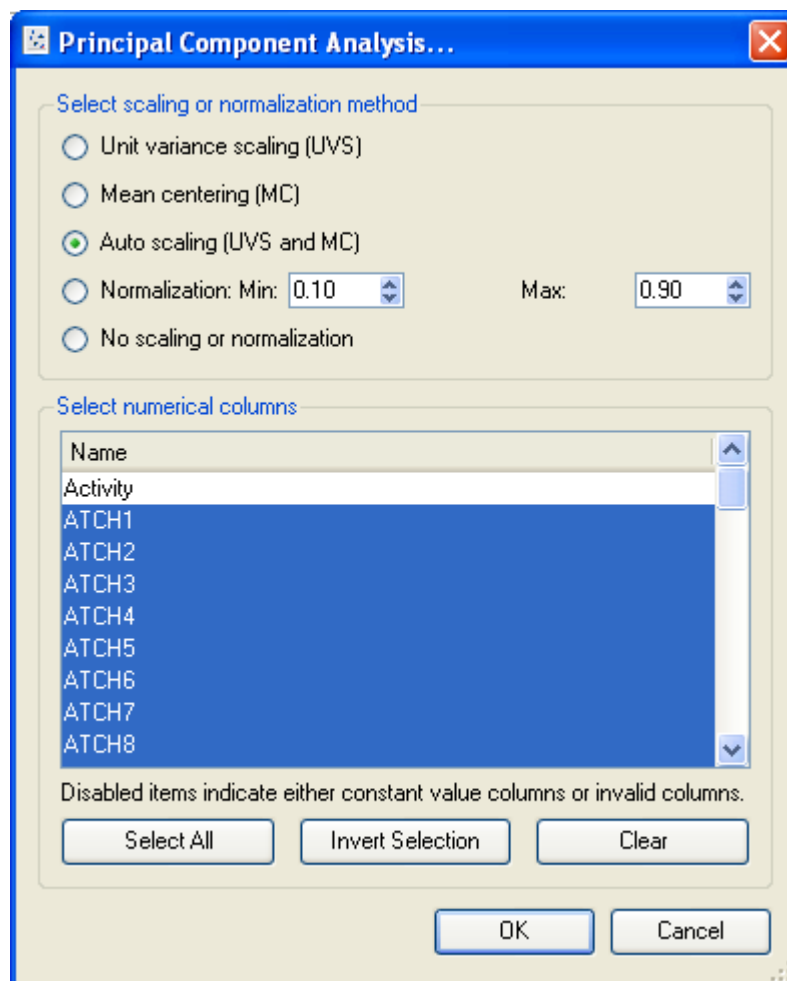 Principal Component Analysis...
Select scaling or normalization method
Unit variance scaling (UVS)
Mean centering (MC)
Auto scaling (UVS and MC)
Normalization: Min: 0.10 Max: 0.90
No scaling or normalization
Select numerical columns
Name
Activity
ATCH1
ATCH2
ATCH3
ATCH4
ATCH5
ATCH6
ATCH7
ATCH8
Disabled items indicate either constant value columns or invalid columns.
Select All Invert Selection Clear
OK Cancel